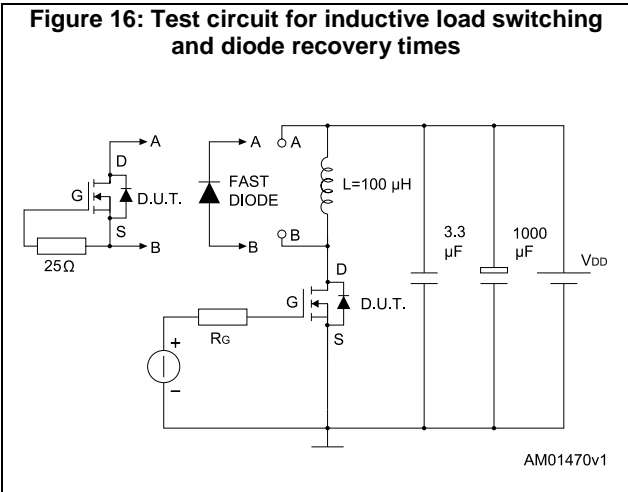 Figure 16: Test circuit for inductive load switching
and diode recovery times
A
D
G
D.U.T.
S
B
25Ω
A
FAST
DIODE
B
A
L=100 µH
B
D
G
D.U.T.
S
RG
+
-
3.3
µF
1000
µF
VDD
AM01470v1